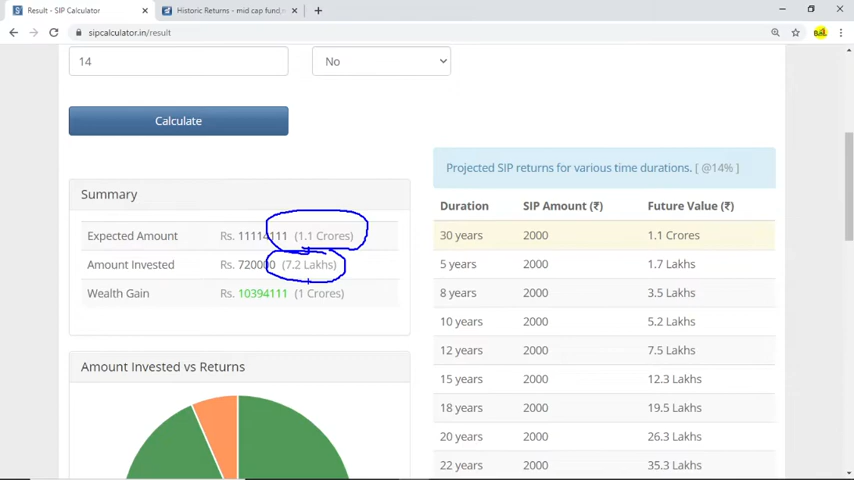 Result - SIP Calculator
Historic Returns - mid cap fund,
sipcalculator.in/result
14
No
Calculate
Summary
Expected Amount Rs. 11114111 (1.1 Crores)
Amount Invested Rs. 720000 (7.2 Lakhs)
Wealth Gain Rs. 10394111 (1 Crores)
Amount Invested vs Returns
Projected SIP returns for various time durations. [ @14% ]
Duration SIP Amount (₹) Future Value (₹)
30 years 2000 1.1 Crores
5 years 2000 1.7 Lakhs
8 years 2000 3.5 Lakhs
10 years 2000 5.2 Lakhs
12 years 2000 7.5 Lakhs
15 years 2000 12.3 Lakhs
18 years 2000 19.5 Lakhs
20 years 2000 26.3 Lakhs
22 years 2000 35.3 Lakhs